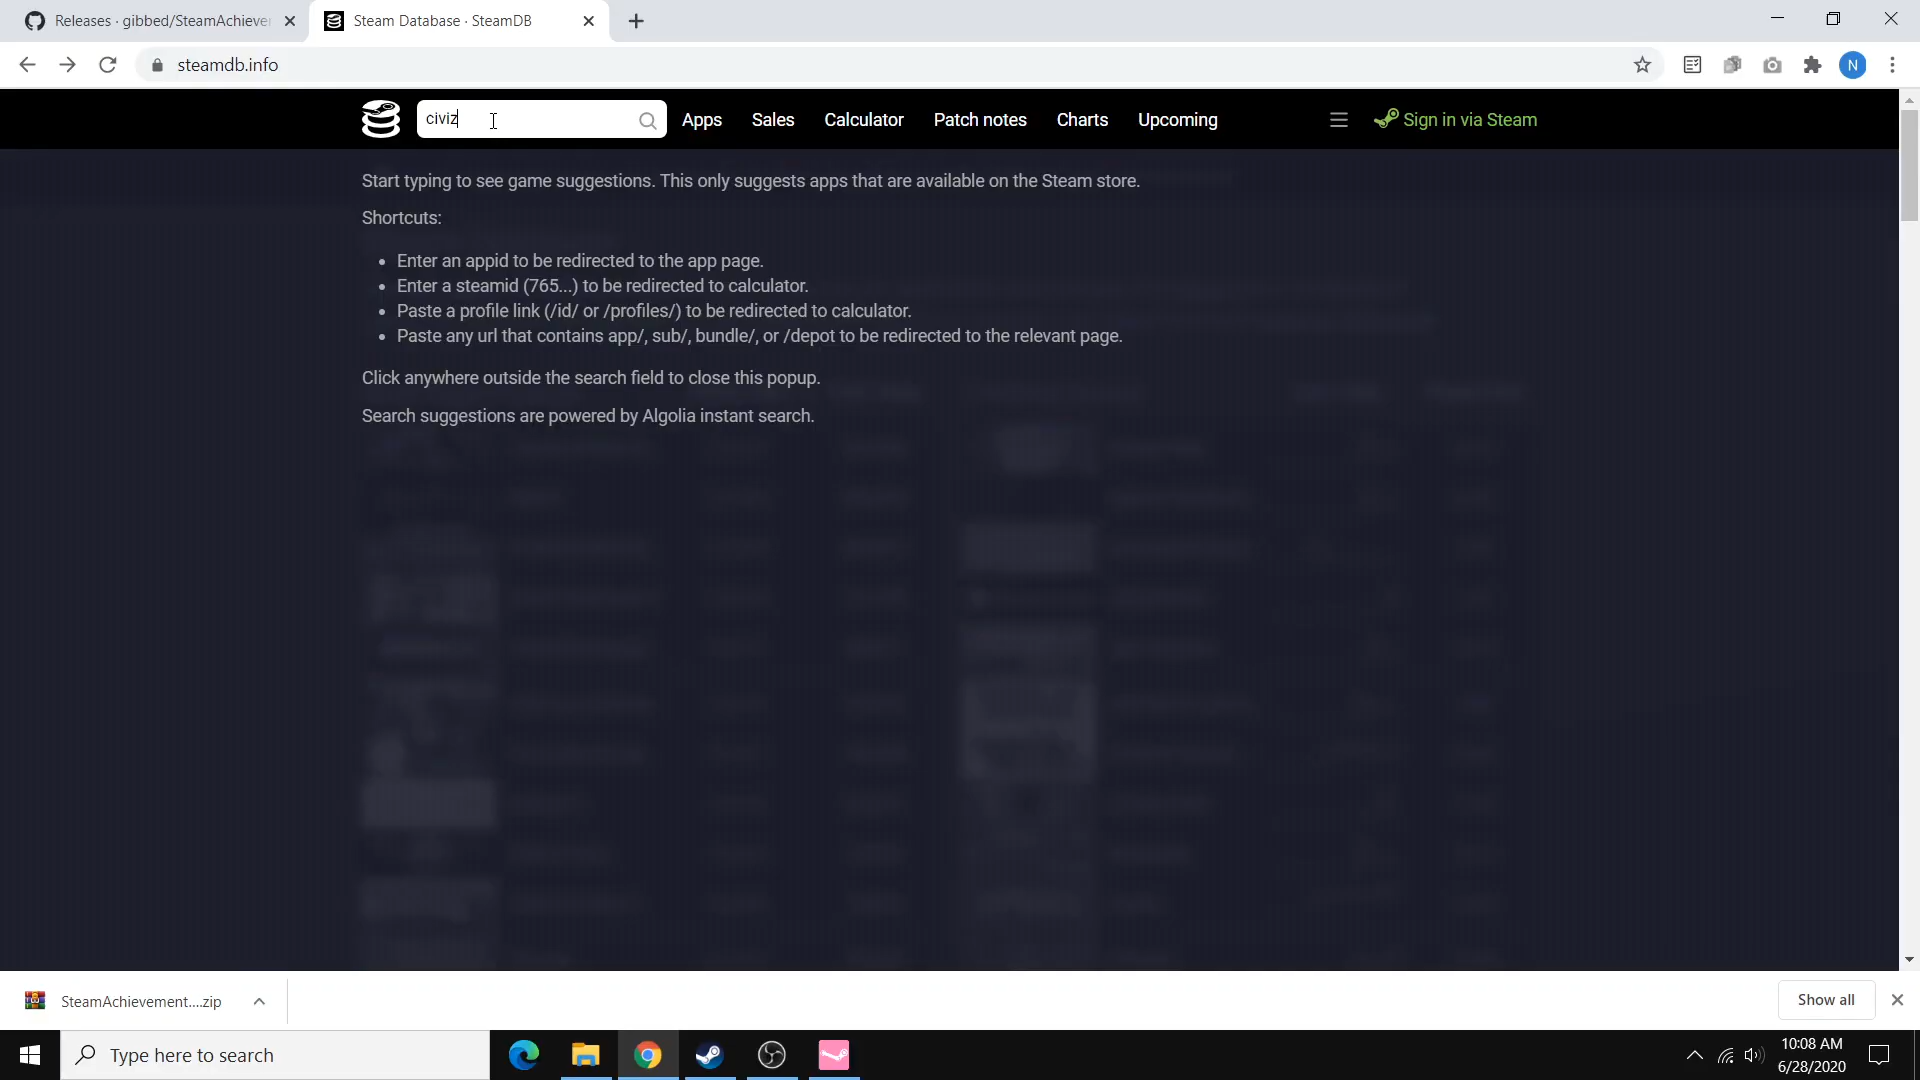 Releases · gibbed/SteamAchieve
Steam Database · SteamDB
steamdb.info
N
civiz
Apps
Sales
Calculator
Patch notes
Charts
Upcoming
Sign in via Steam
Start typing to see game suggestions. This only suggests apps that are available on the Steam store.
Shortcuts:
• Enter an appid to be redirected to the app page.
• Enter a steamid (765...) to be redirected to calculator.
• Paste a profile link (/id/ or /profiles/) to be redirected to calculator.
• Paste any url that contains app/, sub/, bundle/, or /depot to be redirected to the relevant page.
Click anywhere outside the search field to close this popup.
Search suggestions are powered by Algolia instant search.
SteamAchievement....zip
Show all
Type here to search
10:08 AM
6/28/2020